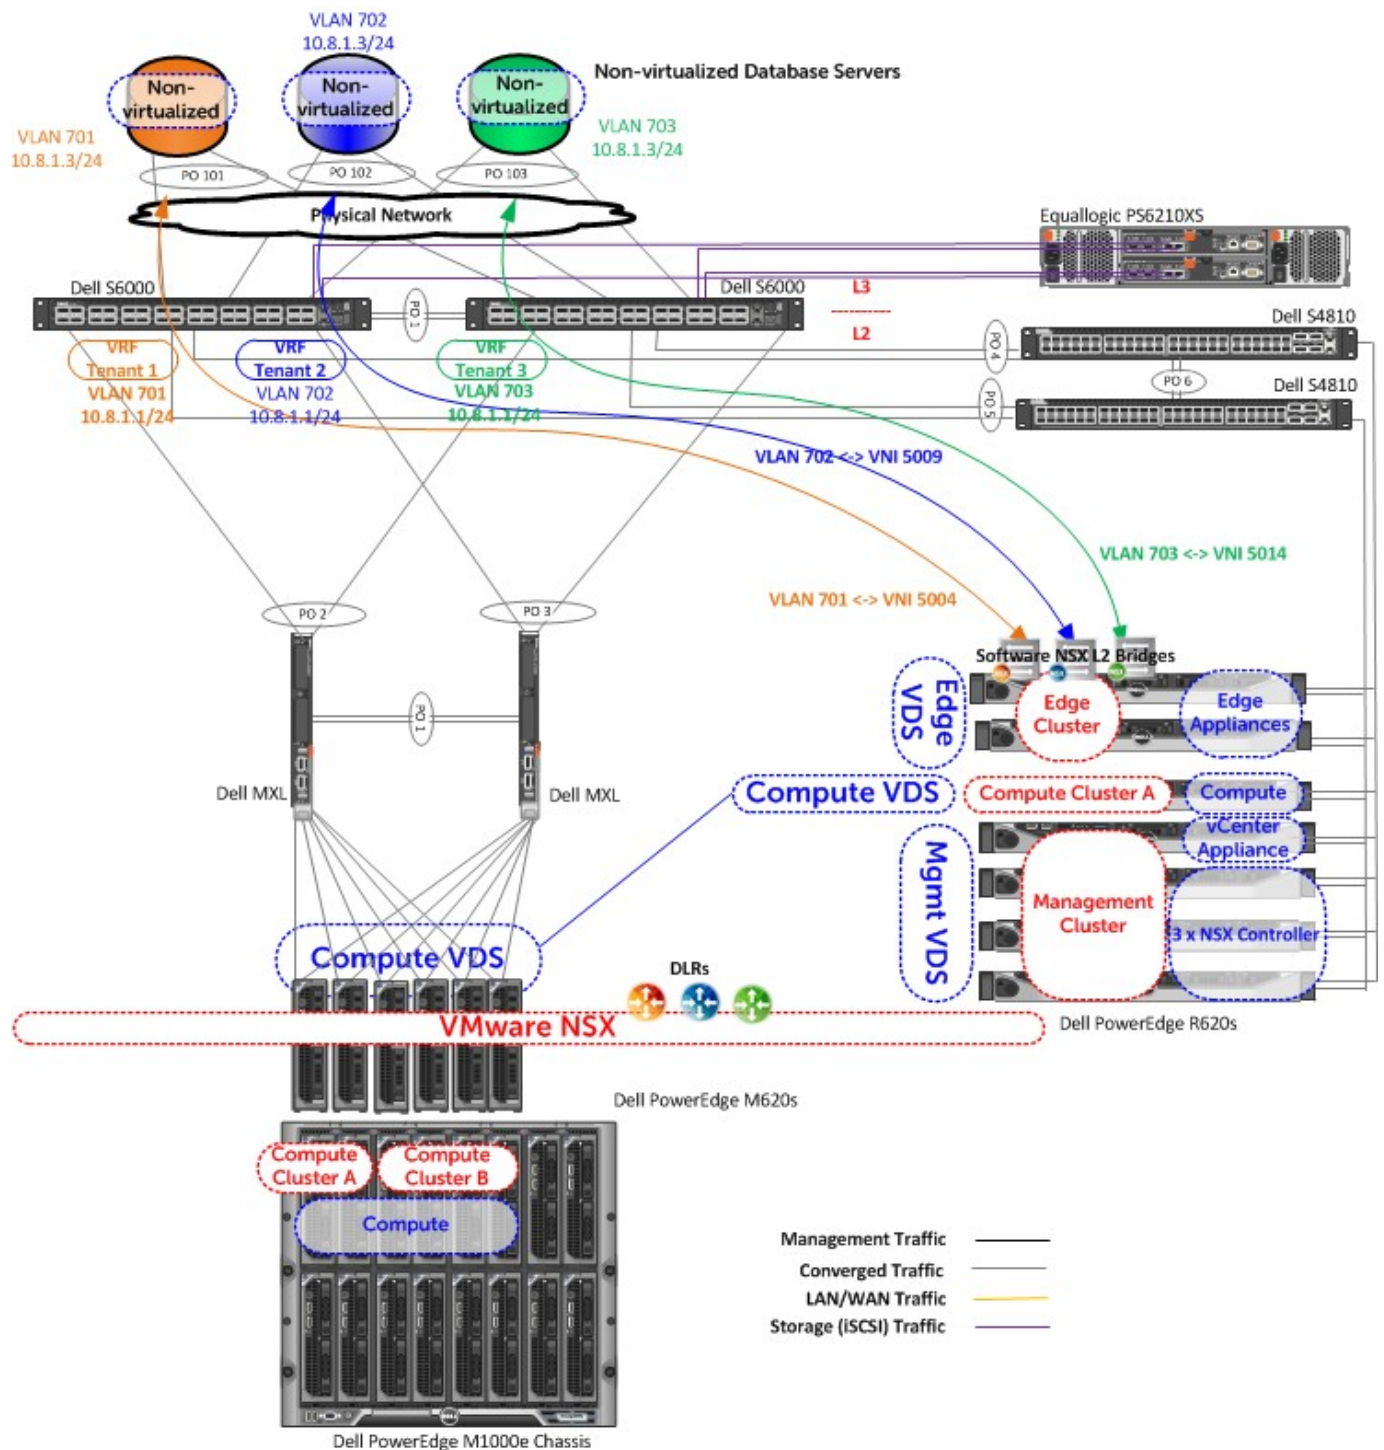 VLAN 702
10.8.1.3/24
Non-virtualized Database Servers
Non-
virtualized
Non-
virtualized
Non-
virtualized
VLAN 701
10.8.1.3/24
VLAN 703
10.8.1.3/24
PO 101
PO 102
PO 103
Physical Network
Equallogic PS6210XS
Dell S6000
Dell S6000
PO 1
L3
L2
Dell S4810
PO 4
PO 6
Dell S4810
PO 5
VRF
Tenant 1
VLAN 701
10.8.1.1/24
VRF
Tenant 2
VLAN 702
10.8.1.1/24
VRF
Tenant 3
VLAN 703
10.8.1.1/24
VLAN 702 <-> VNI 5009
VLAN 703 <-> VNI 5014
VLAN 701 <-> VNI 5004
PO 2
PO 3
PO 1
Dell MXL
Dell MXL
Software NSX L2 Bridges
Edge
VDS
Edge
Cluster
Edge
Appliances
Compute VDS
Compute Cluster A
Compute
Mgmt VDS
vCenter
Appliance
Management
Cluster
3 x NSX Controller
Dell PowerEdge R620s
Compute VDS
DLRs
VMware NSX
Dell PowerEdge M620s
Compute
Cluster A
Compute
Cluster B
Compute
Dell PowerEdge M1000e Chassis
Management Traffic
Converged Traffic
LAN/WAN Traffic
Storage (iSCSI) Traffic